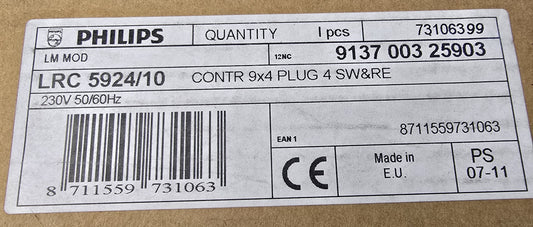 PHILIPS QUANTITY 1 pcs 73106399
LM MOD 12NC 9137 003 25903
LRC 5924/10 CONTR 9x4 PLUG 4 SW&RE
230V 50/60Hz
EAN 1 8711559731063
8 711559 731063
CE Made in E.U. PS 07-11